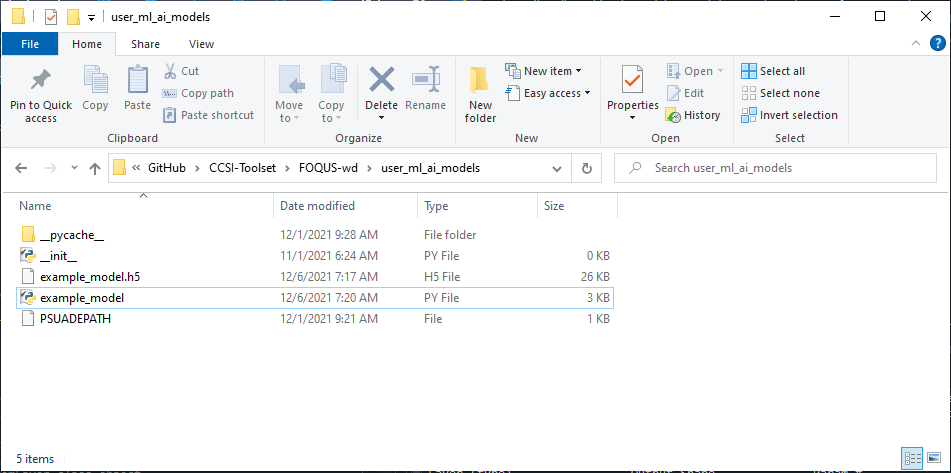 user_ml_ai_models
File Home Share View
Pin to Quick access
Copy
Paste
Cut
Copy path
Paste shortcut
Clipboard
Move to
Copy to
Delete
Rename
Organize
New folder
New item
Easy access
New
Properties
Open
Edit
History
Open
Select all
Select none
Invert selection
Select
« GitHub > CCSI-Toolset > FOQUS-wd > user_ml_ai_models
Search user_ml_ai_models
Name Date modified Type Size
__pycache__ 12/1/2021 9:28 AM File folder
__init__ 11/1/2021 6:24 AM PY File 0 KB
example_model.h5 12/6/2021 7:17 AM H5 File 26 KB
example_model 12/6/2021 7:20 AM PY File 3 KB
PSUADEPATH 12/1/2021 9:21 AM File 1 KB
5 items